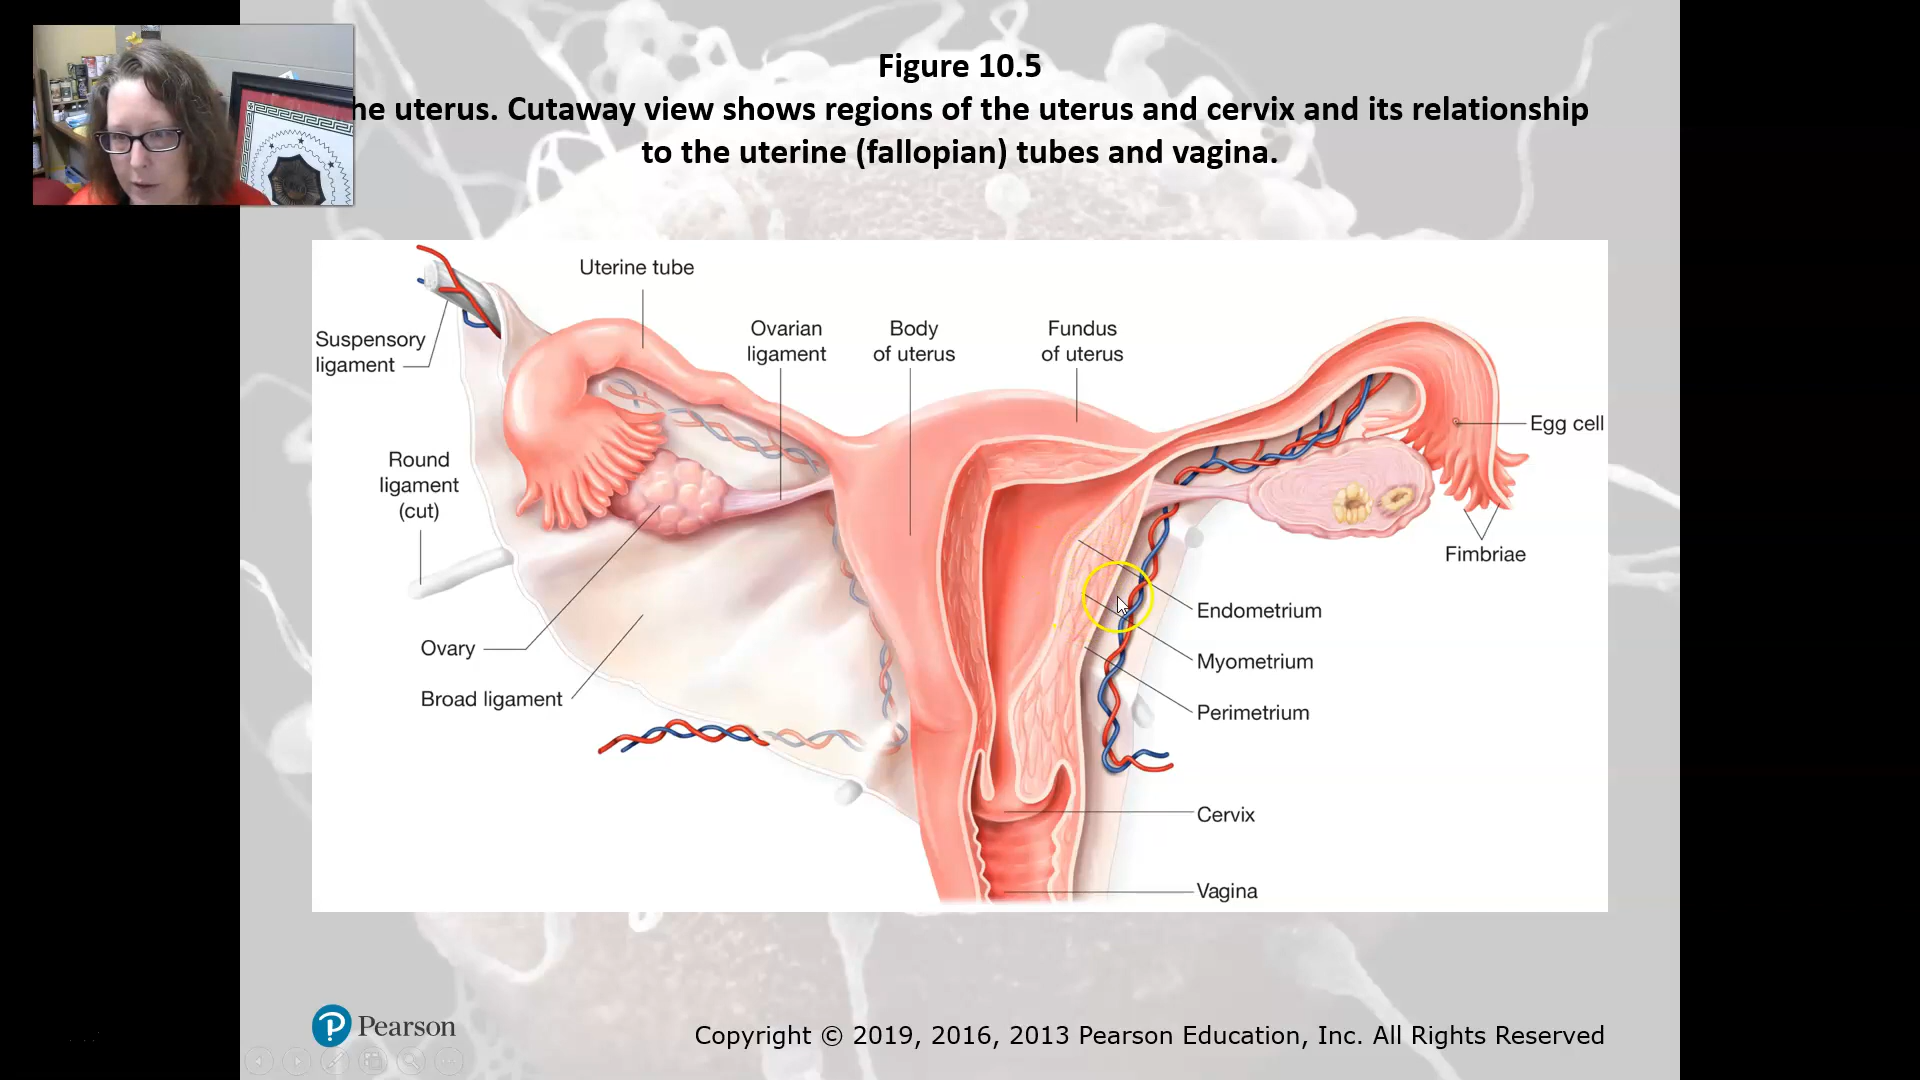 Figure 10.5
he uterus. Cutaway view shows regions of the uterus and cervix and its relationship
to the uterine (fallopian) tubes and vagina.
Uterine tube
Suspensory
ligament
Ovarian
ligament
Body
of uterus
Fundus
of uterus
Egg cell
Round
ligament
(cut)
Fimbriae
Endometrium
Ovary
Myometrium
Broad ligament
Perimetrium
Cervix
Vagina
Pearson
Copyright © 2019, 2016, 2013 Pearson Education, Inc. All Rights Reserved